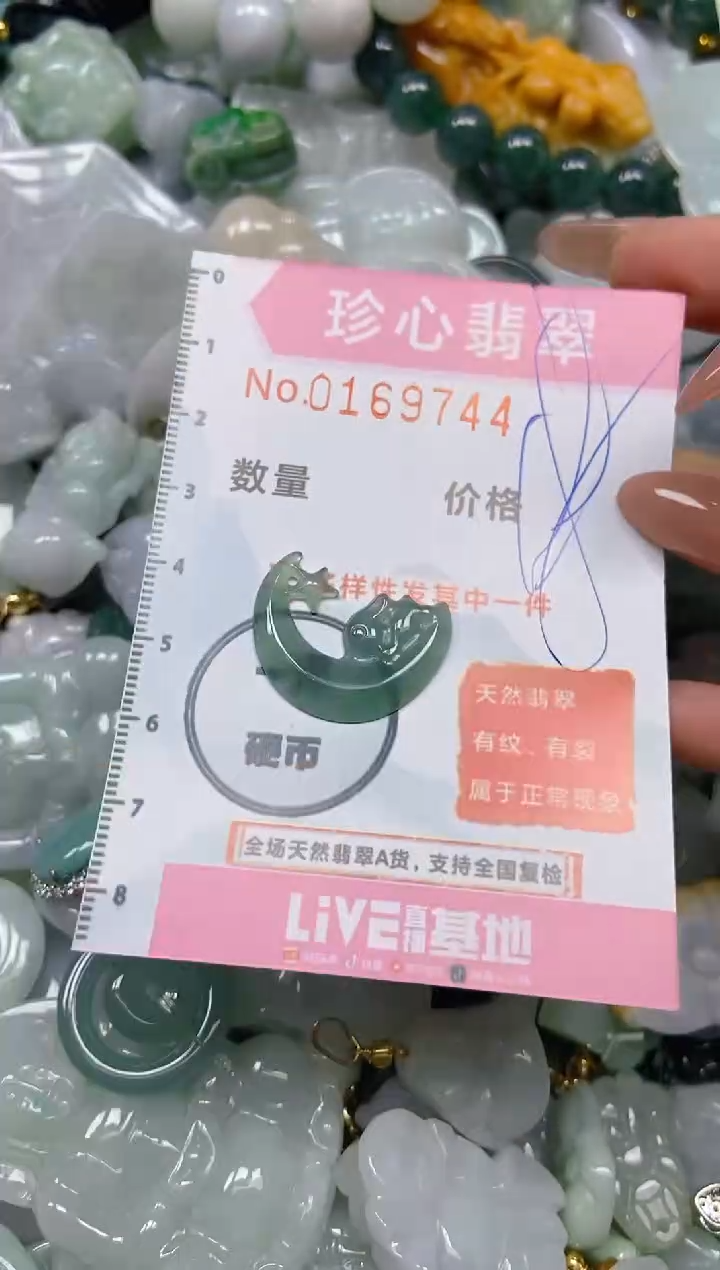 珍心翡翠
No.0169744
数量 价格
样性发其中一件
硬币
天然翡翠
有纹、有裂
属于正常现象
全场天然翡翠A货，支持全国复检
LiVE直播基地
0
1
2
3
4
5
6
7
8